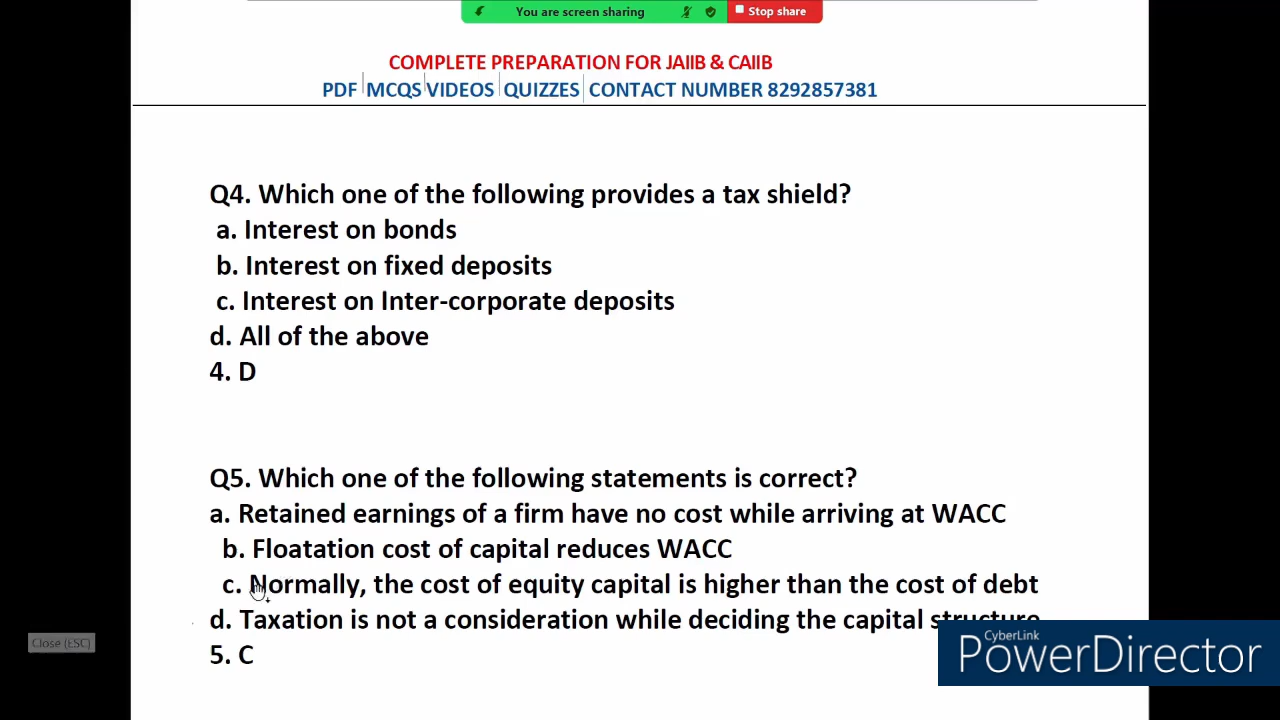 You are screen sharing
Stop share
COMPLETE PREPARATION FOR JAIIB & CAIIB
PDF MCQS VIDEOS QUIZZES CONTACT NUMBER 8292857381
Q4. Which one of the following provides a tax shield?
a. Interest on bonds
b. Interest on fixed deposits
c. Interest on Inter-corporate deposits
d. All of the above
4. D
Q5. Which one of the following statements is correct?
a. Retained earnings of a firm have no cost while arriving at WACC
b. Floatation cost of capital reduces WACC
c. Normally, the cost of equity capital is higher than the cost of debt
d. Taxation is not a consideration while deciding the capital structure
5. C
Close (ESC)
CyberLink
PowerDirector